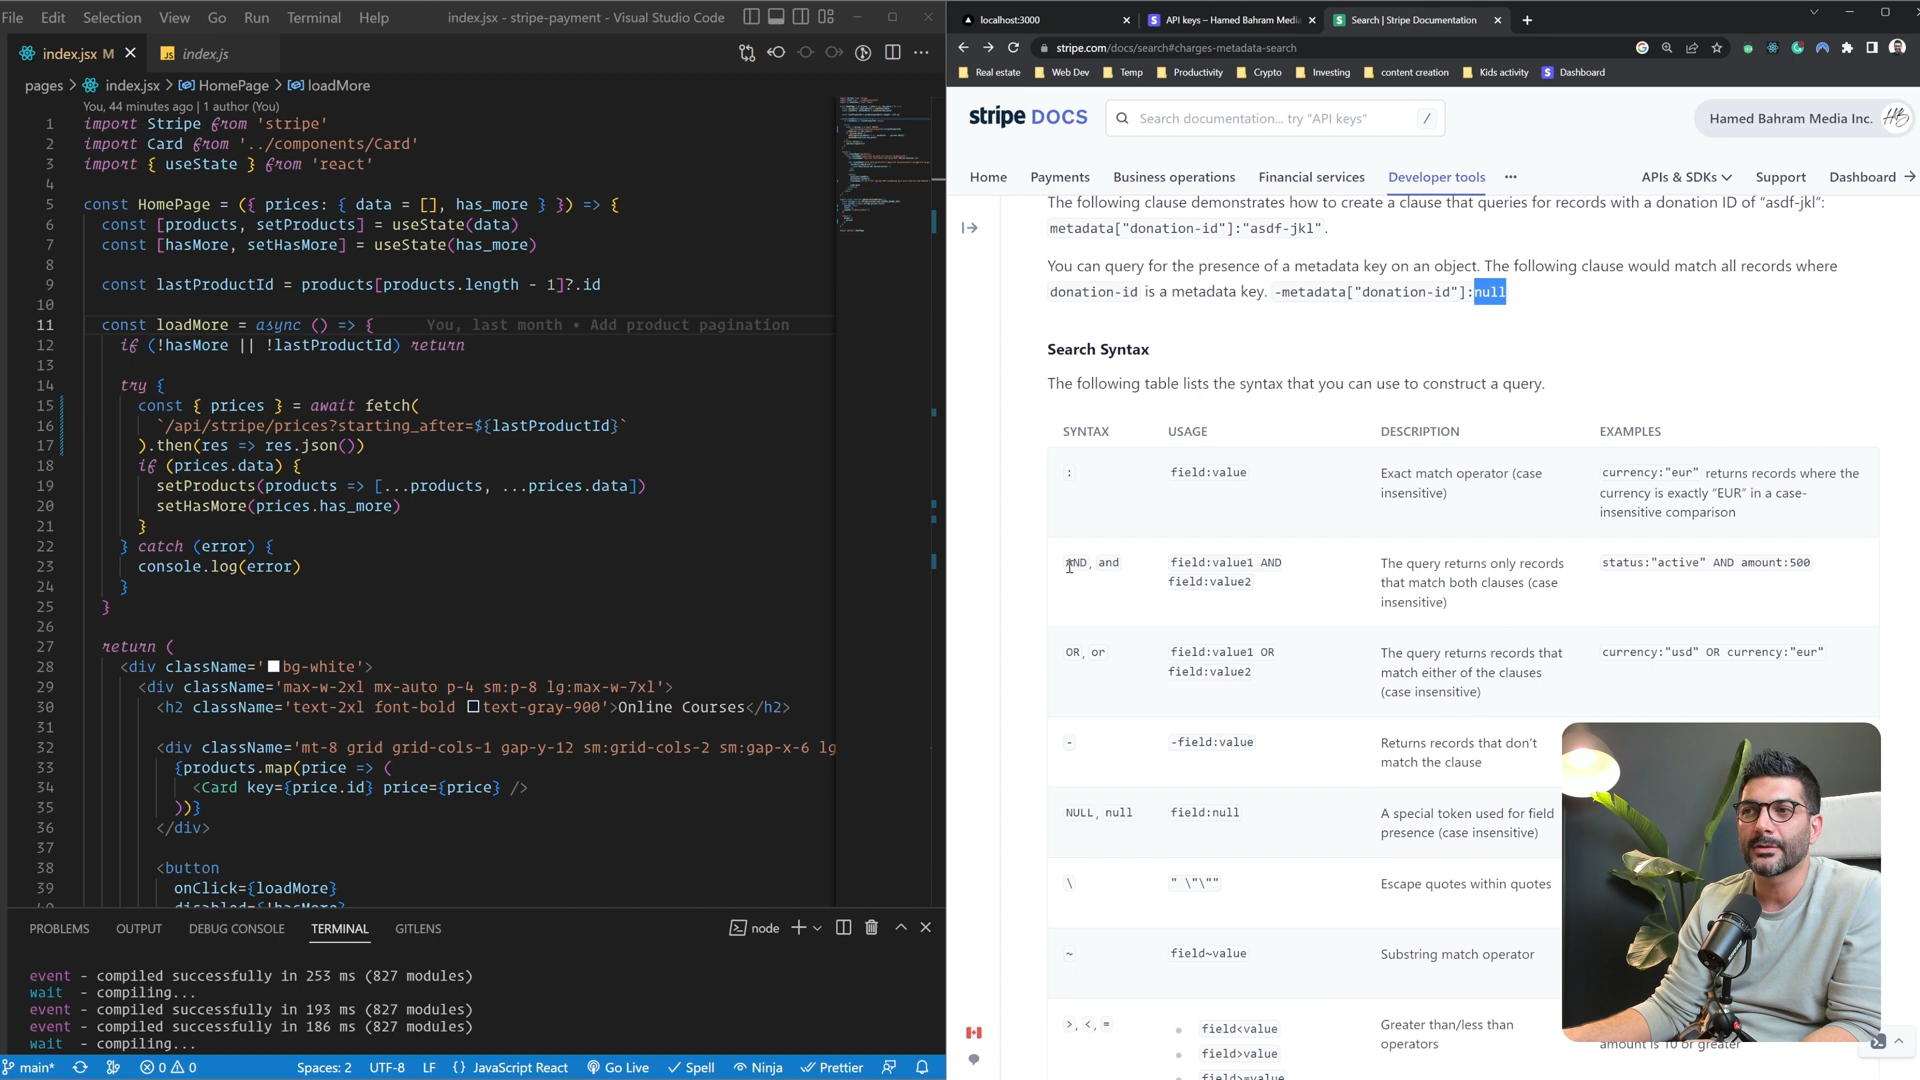 File Edit Selection View Go Run Terminal Help index.jsx - stripe-payment - Visual Studio Code
index.jsx M index.js
pages > index.jsx > HomePage > loadMore
You, 44 minutes ago | 1 author (You)
1 import Stripe from 'stripe'
2 import Card from '../components/Card'
3 import { useState } from 'react'
4
5 const HomePage = ({ prices: { data = [], has_more } }) => {
6 const [products, setProducts] = useState(data)
7 const [hasMore, setHasMore] = useState(has_more)
8
9 const lastProductId = products[products.length - 1]?.id
10
11 const loadMore = async () => { You, last month • Add product pagination
12 if (!hasMore || !lastProductId) return
13
14 try {
15 const { prices } = await fetch(
16 `/api/stripe/prices?starting_after=${lastProductId}`
17 ).then(res => res.json())
18 if (prices.data) {
19 setProducts(products => [...products, ...prices.data])
20 setHasMore(prices.has_more)
21 }
22 } catch (error) {
23 console.log(error)
24 }
25 }
26
27 return (
28 <div className='bg-white'>
29 <div className='max-w-2xl mx-auto p-4 sm:p-8 lg:max-w-7xl'>
30 <h2 className='text-2xl font-bold text-gray-900'>Online Courses</h2>
31
32 <div className='mt-8 grid grid-cols-1 gap-y-12 sm:grid-cols-2 sm:gap-x-6 lg
33 {products.map(price => (
34 <Card key={price.id} price={price} />
35 ))}
36 </div>
37
38 <button
39 onClick={loadMore}
40 disabled={!hasMore}
PROBLEMS OUTPUT DEBUG CONSOLE TERMINAL GITLENS node
event - compiled successfully in 253 ms (827 modules)
wait - compiling...
event - compiled successfully in 193 ms (827 modules)
event - compiled successfully in 186 ms (827 modules)
wait - compiling...
main* 0 0 Spaces: 2 UTF-8 LF {} JavaScript React Go Live Spell Ninja Prettier
localhost:3000 API keys – Hamed Bahram Medi Search | Stripe Documentation
stripe.com/docs/search#charges-metadata-search
Real estate Web Dev Temp Productivity Crypto Investing content creation Kids activity Dashboard
stripe DOCS Search documentation... try “API keys” / Hamed Bahram Media Inc. HB
Home Payments Business operations Financial services Developer tools ••• APIs & SDKs Support Dashboard →
The following clause demonstrates how to create a clause that queries for records with a donation ID of “asdf-jkl”:
metadata["donation-id"]:"asdf-jkl".
You can query for the presence of a metadata key on an object. The following clause would match all records where
donation-id is a metadata key. -metadata["donation-id"]:null
Search Syntax
The following table lists the syntax that you can use to construct a query.
SYNTAX USAGE DESCRIPTION EXAMPLES
: field:value Exact match operator (case currency:"eur" returns records where the
insensitive) currency is exactly “EUR” in a case-
insensitive comparison
AND, and field:value1 AND The query returns only records status:"active" AND amount:500
field:value2 that match both clauses (case
insensitive)
OR, or field:value1 OR The query returns records that currency:"usd" OR currency:"eur"
field:value2 match either of the clauses
(case insensitive)
- -field:value Returns records that don’t
match the clause
NULL, null field:null A special token used for field
presence (case insensitive)
\ " \"\"" Escape quotes within quotes
~ field~value Substring match operator
>, <, = field<value Greater than/less than
field>value operators amount is 10 or greater
field>=value